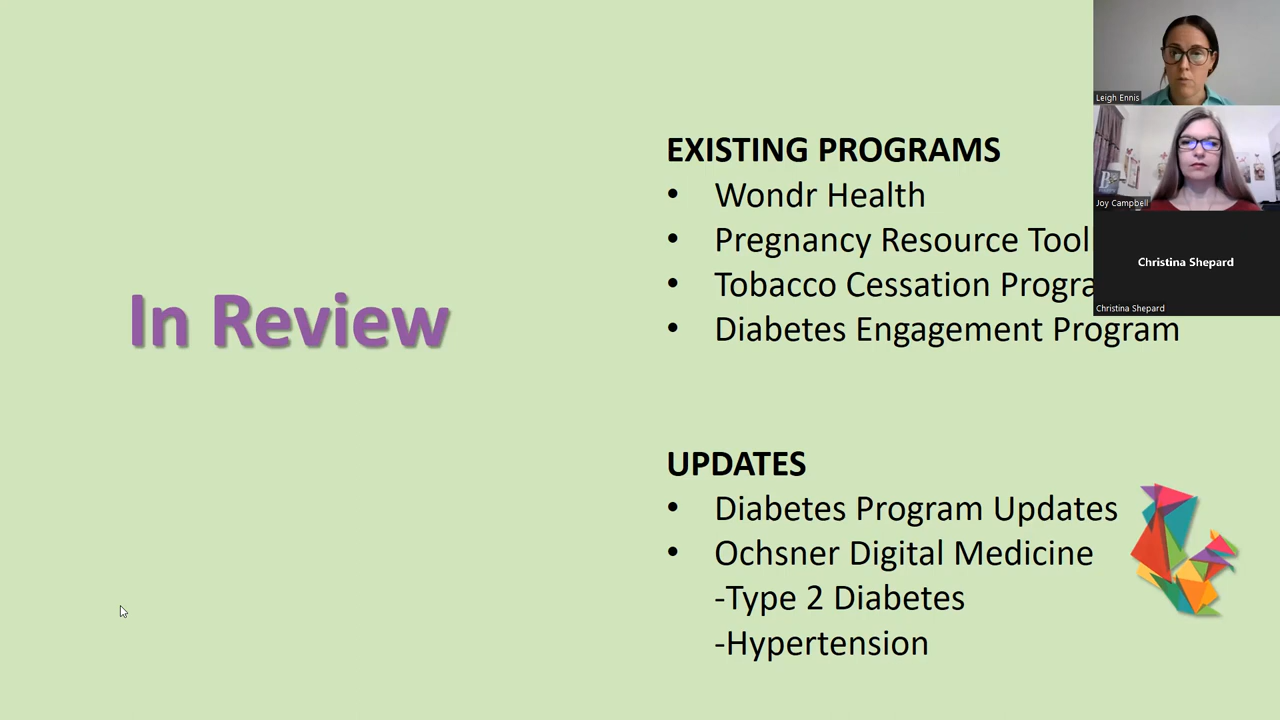 In Review
EXISTING PROGRAMS
• Wondr Health
• Pregnancy Resource Tool
• Tobacco Cessation Progra
• Diabetes Engagement Program
UPDATES
• Diabetes Program Updates
• Ochsner Digital Medicine
-Type 2 Diabetes
-Hypertension
Leigh Ennis
Joy Campbell
Christina Shepard
Christina Shepard